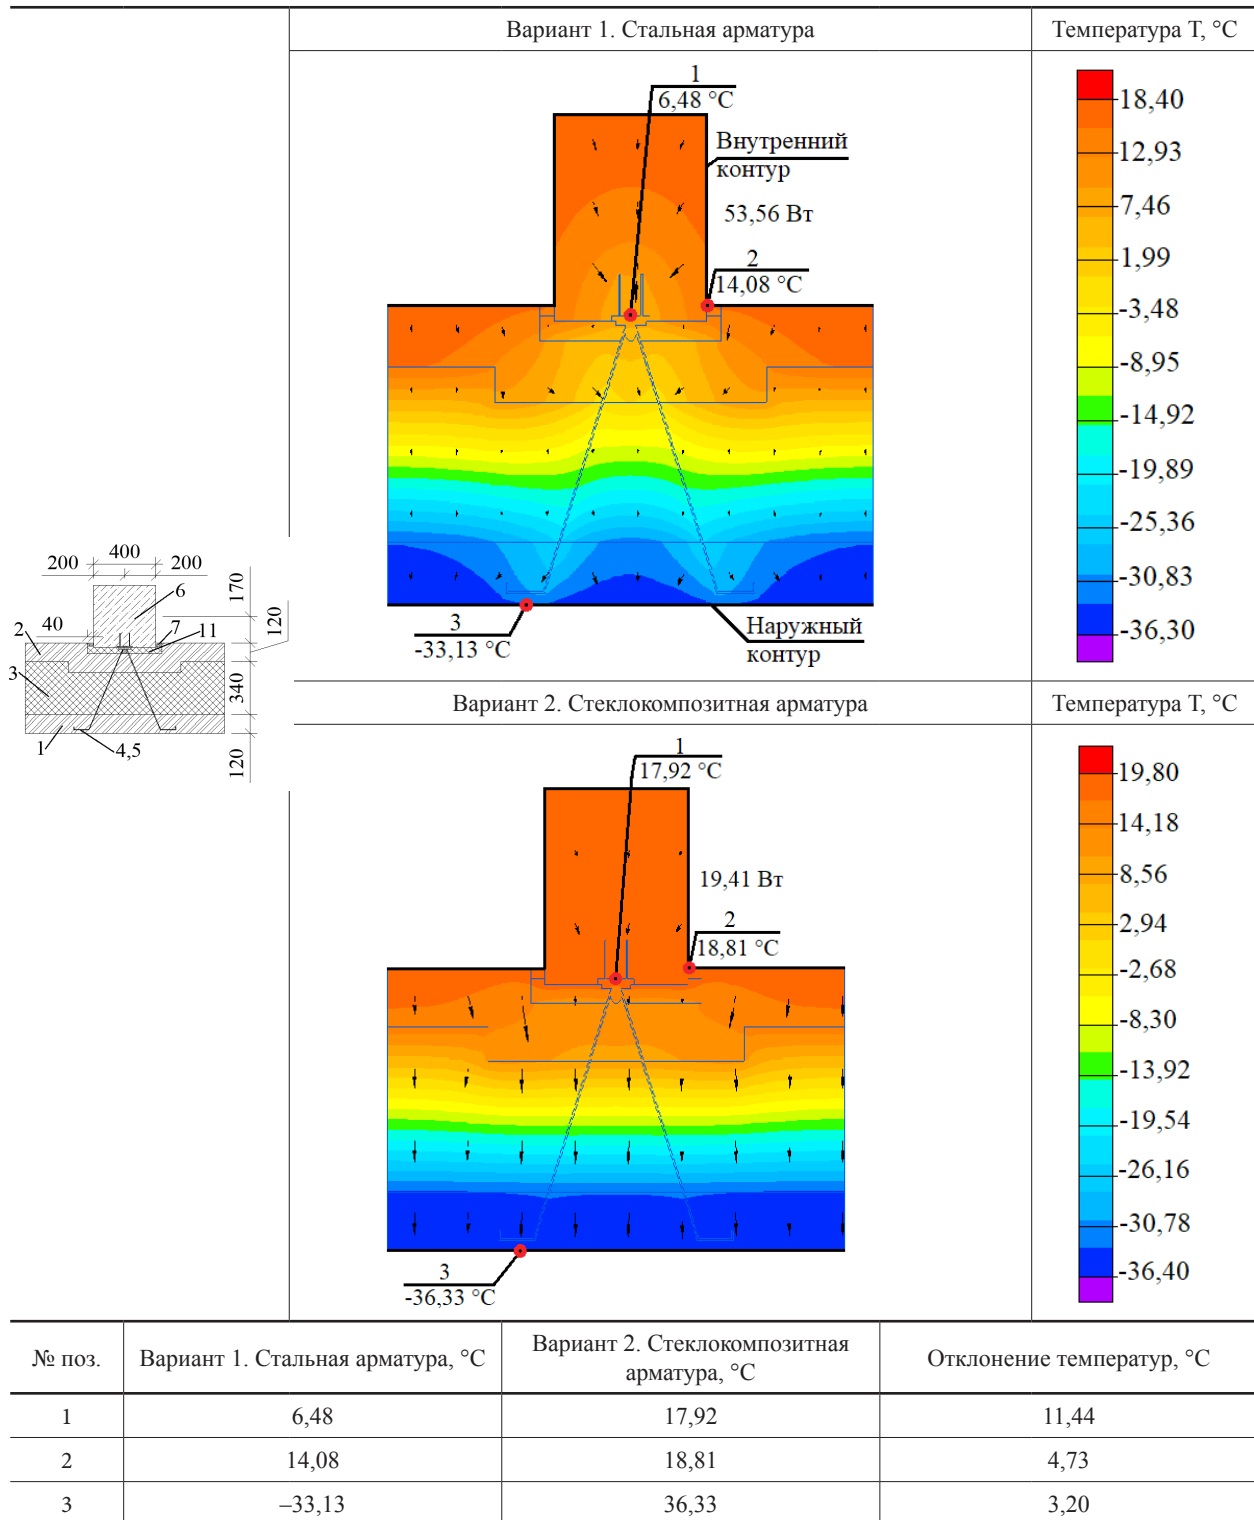 Вариант 1. Стальная арматура
Температура Т, °С
1
6,48 °C
Внутренний
контур
53,56 Вт
2
14,08 °C
3
-33,13 °C
Наружный
контур
18,40
12,93
7,46
1,99
-3,48
-8,95
-14,92
-19,89
-25,36
-30,83
-36,30
400
200
200
6
170
120
40
7
11
2
3
340
1
4,5
120
Вариант 2. Стеклокомпозитная арматура
Температура Т, °С
1
17,92 °C
19,41 Вт
2
18,81 °C
3
-36,33 °C
19,80
14,18
8,56
2,94
-2,68
-8,30
-13,92
-19,54
-26,16
-30,78
-36,40
№ поз.
Вариант 1. Стальная арматура, °С
Вариант 2. Стеклокомпозитная
арматура, °С
Отклонение температур, °С
1
6,48
17,92
11,44
2
14,08
18,81
4,73
3
–33,13
36,33
3,20